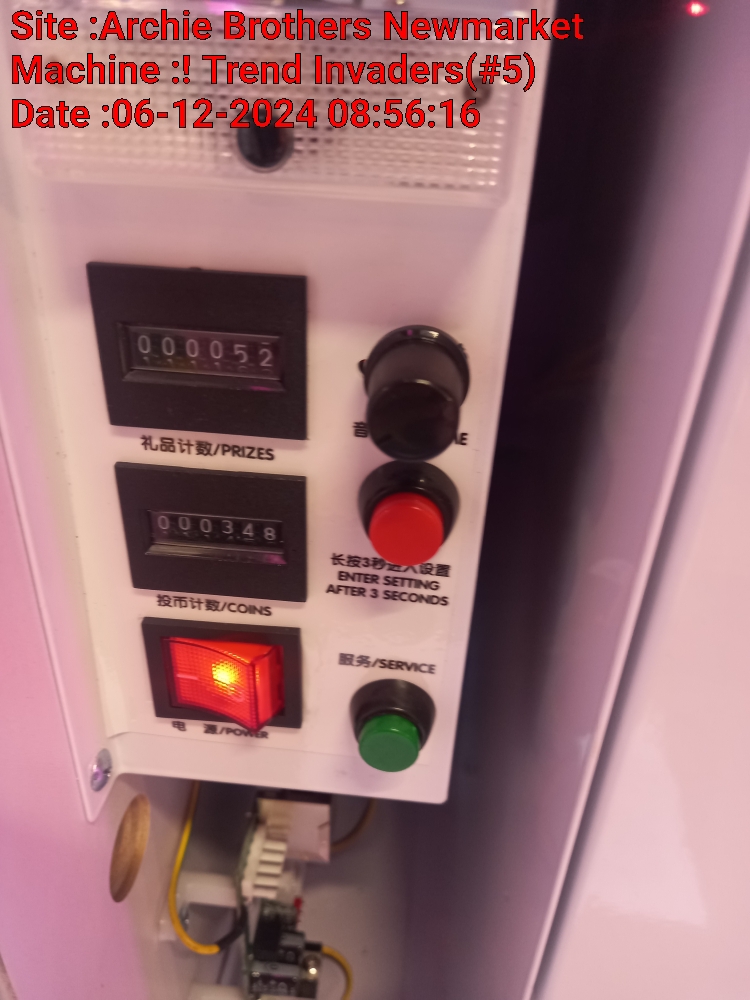 Site :Archie Brothers Newmarket
Machine :! Trend Invaders(#5)
Date :06-12-2024 08:56:16
000052
礼品计数/PRIZES
000348
长按3秒进入设置
ENTER SETTING
AFTER 3 SECONDS
投币计数/COINS
服务/SERVICE
电 源/POWER